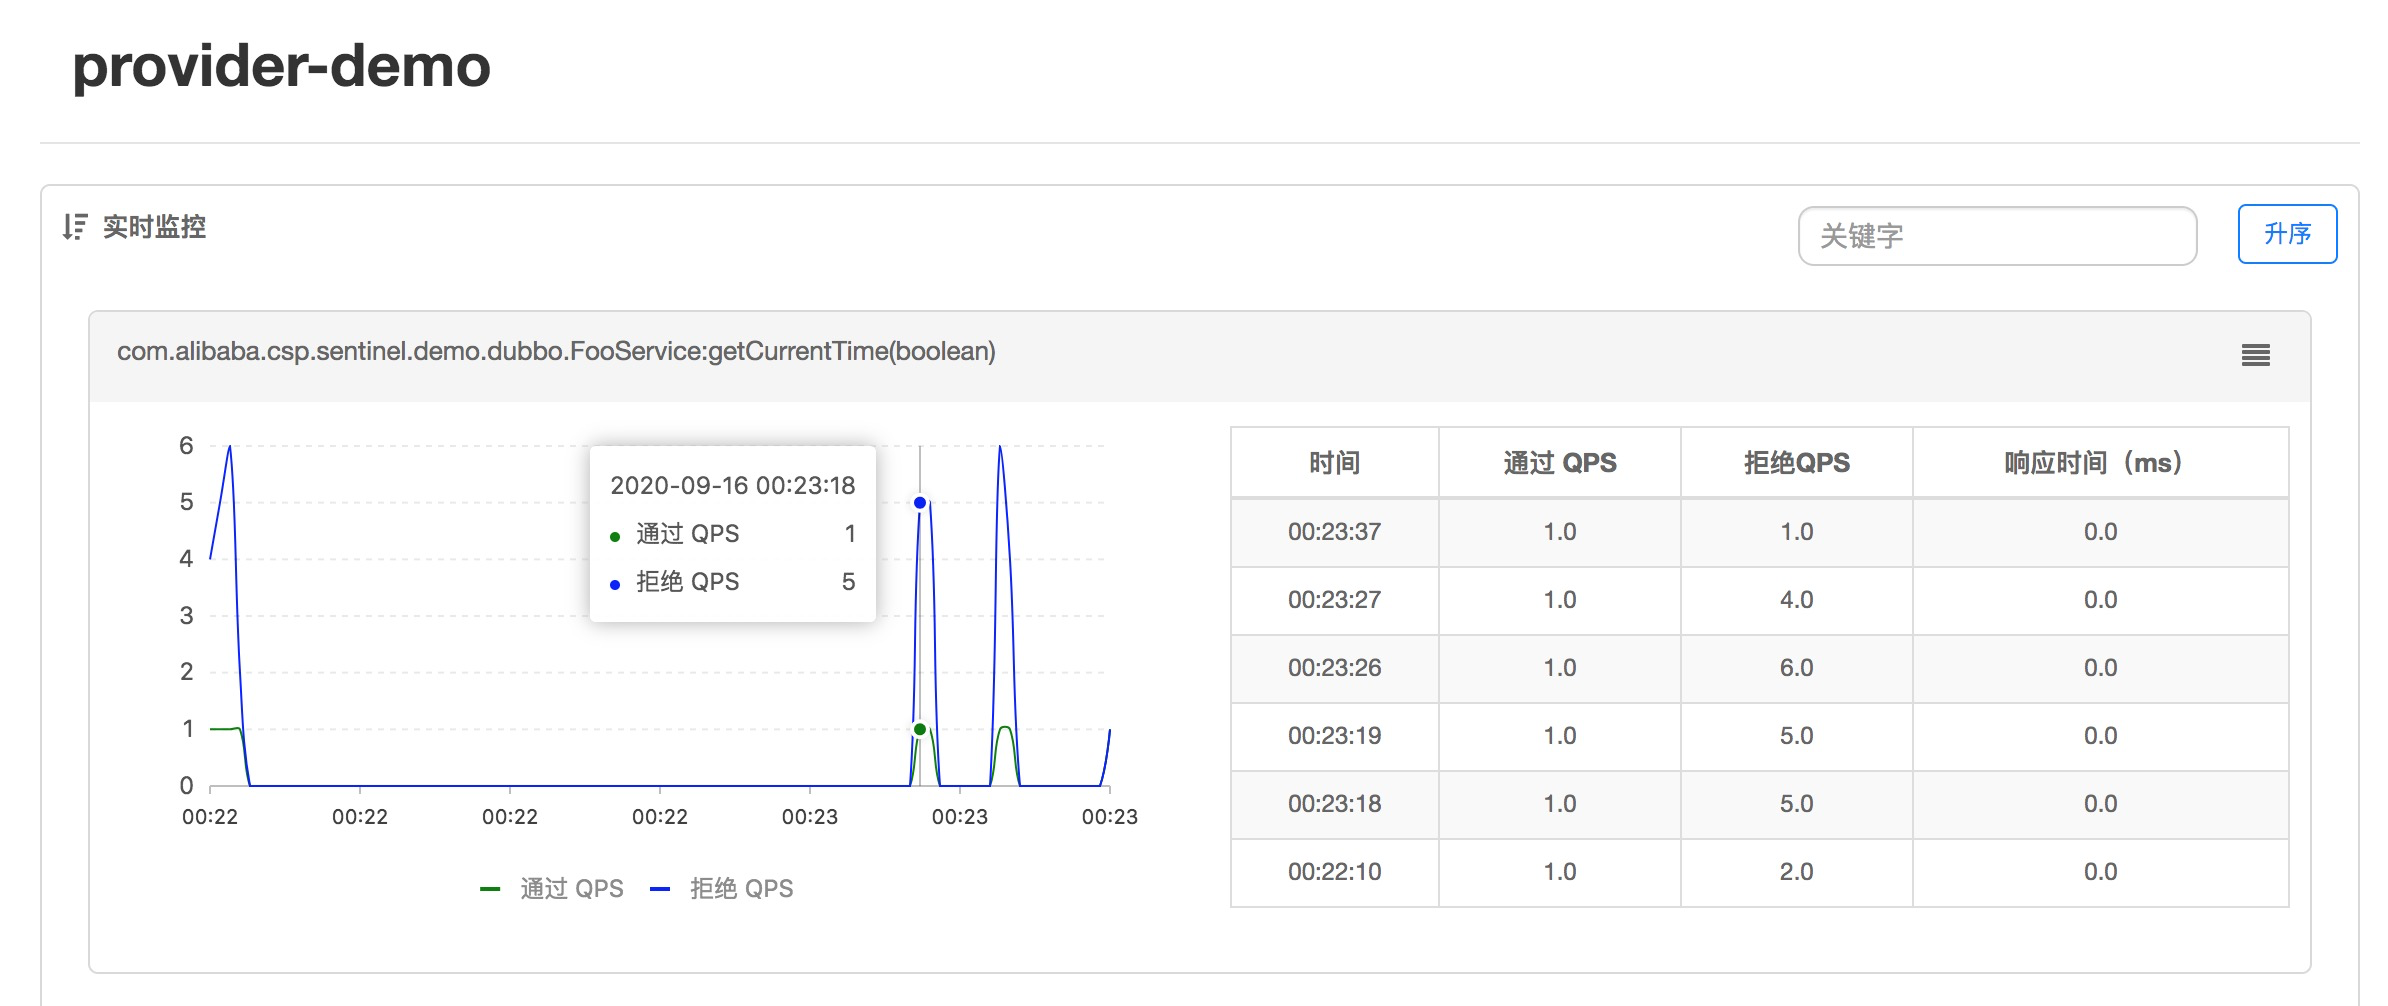 provider-demo
实时监控
关键字
升序
com.alibaba.csp.sentinel.demo.dubbo.FooService:getCurrentTime(boolean)
6
5
4
3
2
1
0
00:22 00:22 00:22 00:22 00:23 00:23 00:23
2020-09-16 00:23:18
通过 QPS 1
拒绝 QPS 5
通过 QPS 拒绝 QPS
时间 通过 QPS 拒绝QPS 响应时间（ms）
00:23:37 1.0 1.0 0.0
00:23:27 1.0 4.0 0.0
00:23:26 1.0 6.0 0.0
00:23:19 1.0 5.0 0.0
00:23:18 1.0 5.0 0.0
00:22:10 1.0 2.0 0.0